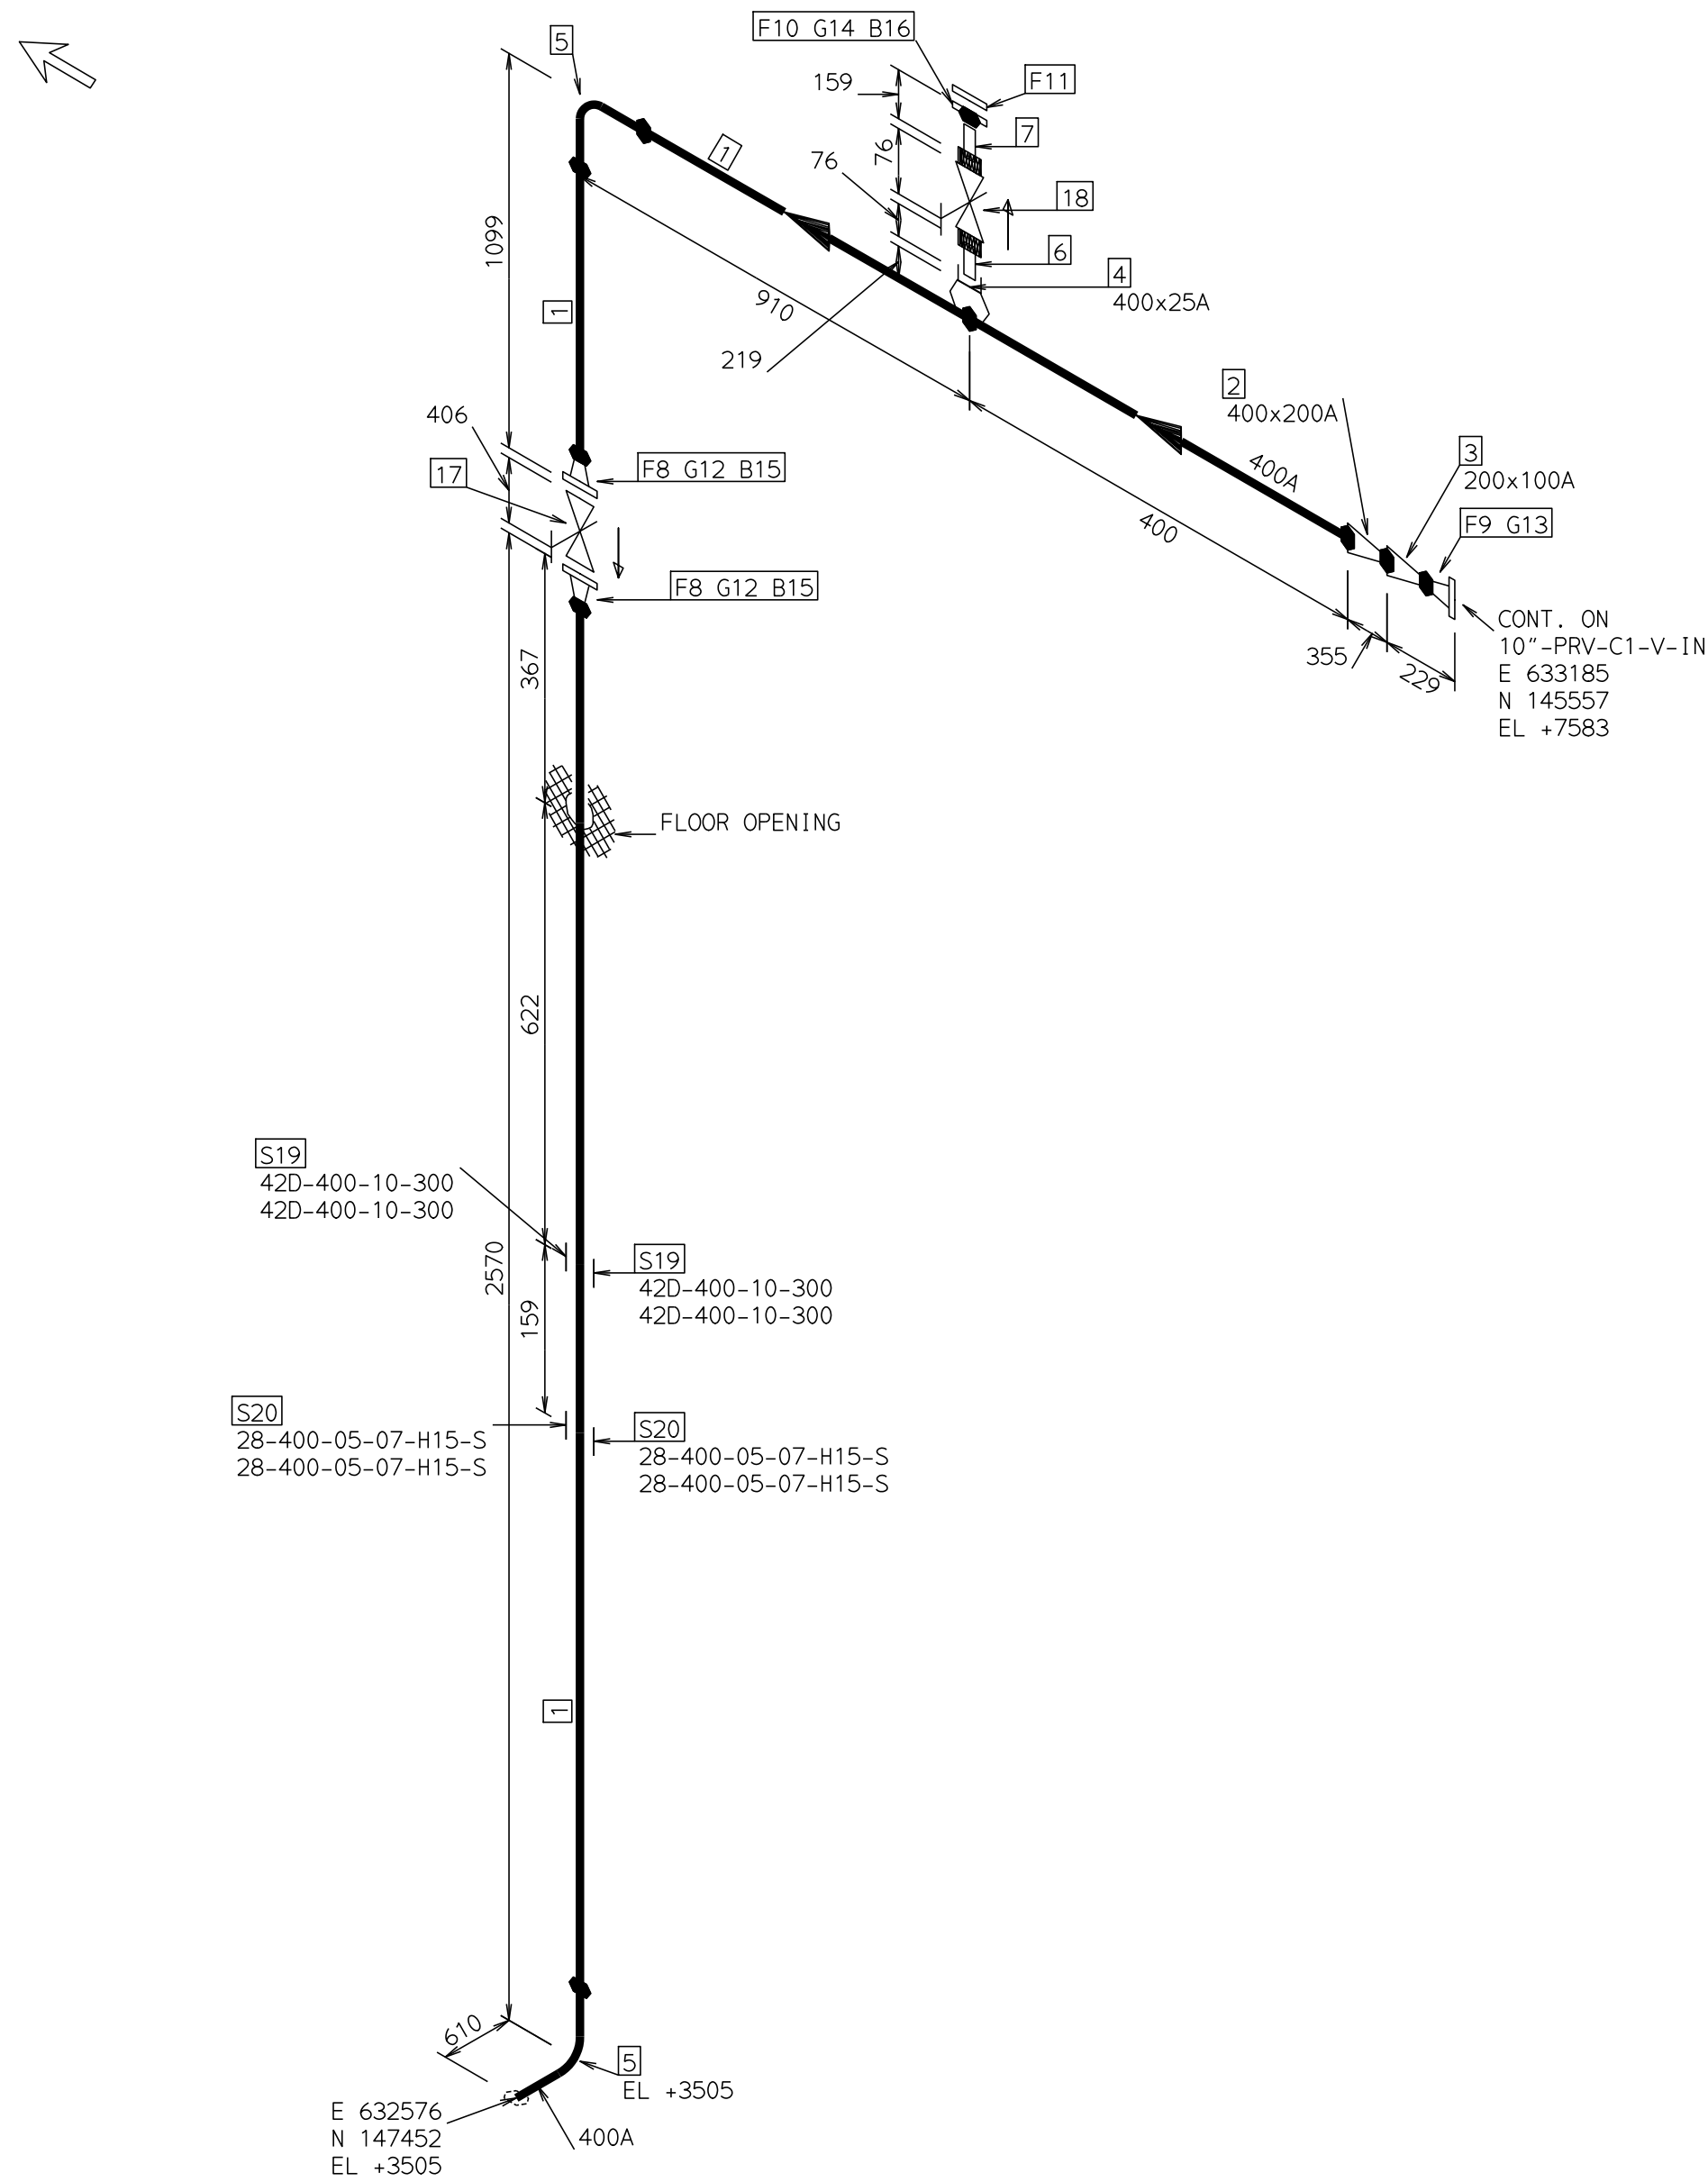 5
F10 G14 B16
159
F11
7
76
76
1
18
1099
6
4
400x25A
910
1
219
2
400x200A
406
3
200x100A
17
F8 G12 B15
400A
F9 G13
400
F8 G12 B15
CONT. ON
10"-PRV-C1-V-IN
E 633185
N 145557
EL +7583
355
229
367
FLOOR OPENING
622
S19
42D-400-10-300
42D-400-10-300
2570
S19
42D-400-10-300
42D-400-10-300
159
S20
28-400-05-07-H15-S
28-400-05-07-H15-S
S20
28-400-05-07-H15-S
28-400-05-07-H15-S
1
610
5
EL +3505
E 632576
N 147452
EL +3505
400A